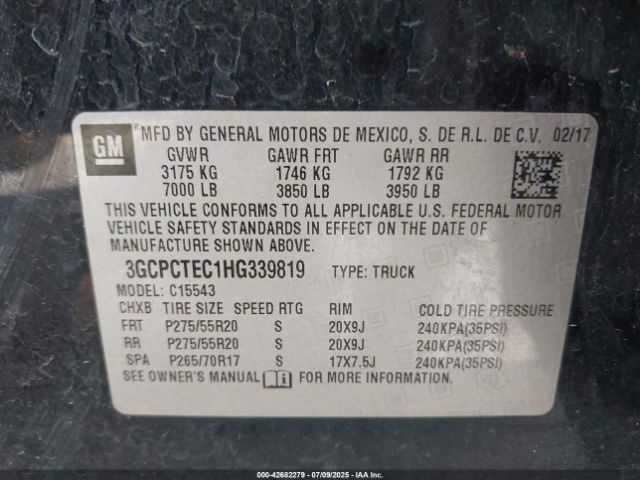 GM
MFD BY GENERAL MOTORS DE MEXICO, S. DE R.L. DE C.V. 02/17
GVWR GAWR FRT GAWR RR
3175 KG 1746 KG 1792 KG
7000 LB 3850 LB 3950 LB
THIS VEHICLE CONFORMS TO ALL APPLICABLE U.S. FEDERAL MOTOR
VEHICLE SAFETY STANDARDS IN EFFECT ON THE DATE OF
MANUFACTURE SHOWN ABOVE.
3GCPCTEC1HG339819 TYPE: TRUCK
MODEL: C15543
CHXB TIRE SIZE SPEED RTG RIM COLD TIRE PRESSURE
FRT P275/55R20 S 20X9J 240KPA(35PSI)
RR P275/55R20 S 20X9J 240KPA(35PSI)
SPA P265/70R17 S 17X7.5J 240KPA(35PSI)
SEE OWNER'S MANUAL FOR MORE INFORMATION.
000-42682279 - 07/09/2025 - IAAI.COM